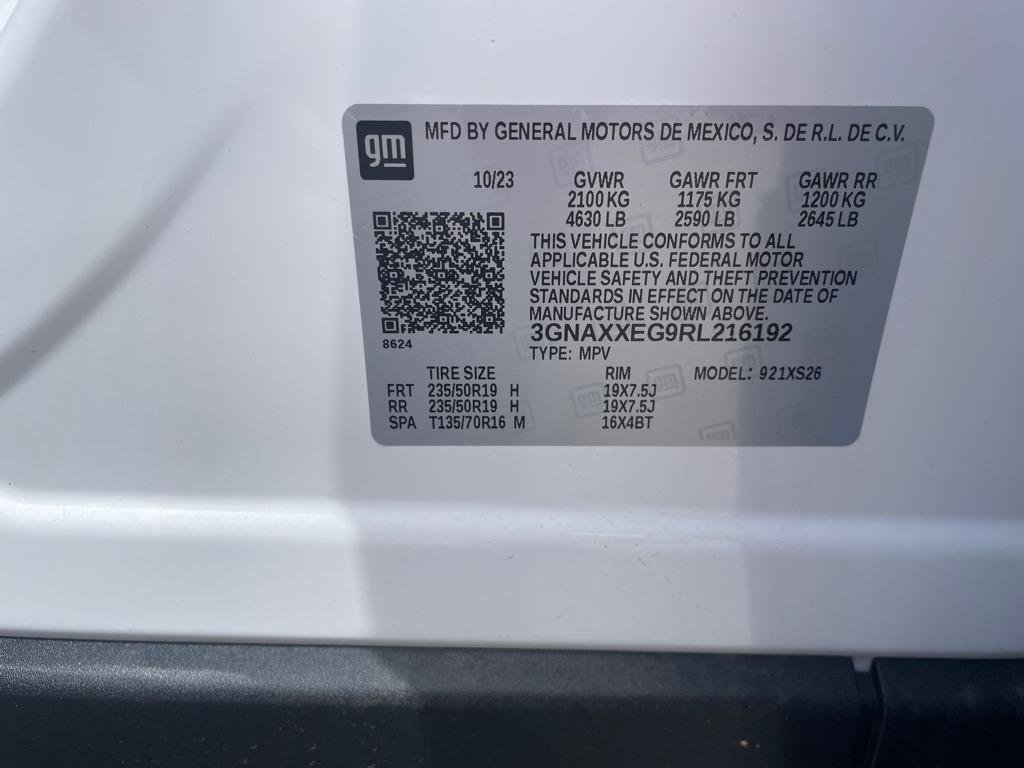 gm MFD BY GENERAL MOTORS DE MEXICO, S. DE R.L. DE C.V.
10/23 GVWR GAWR FRT GAWR RR
2100 KG 1175 KG 1200 KG
4630 LB 2590 LB 2645 LB
THIS VEHICLE CONFORMS TO ALL
APPLICABLE U.S. FEDERAL MOTOR
VEHICLE SAFETY AND THEFT PREVENTION
STANDARDS IN EFFECT ON THE DATE OF
MANUFACTURE SHOWN ABOVE.
3GNAXXEG9RL216192
8624
TYPE: MPV
TIRE SIZE RIM MODEL: 921XS26
FRT 235/50R19 H 19X7.5J
RR 235/50R19 H 19X7.5J
SPA T135/70R16 M 16X4BT